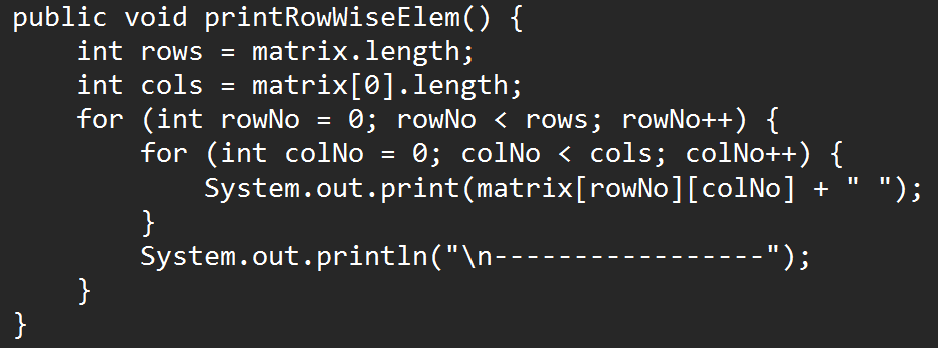 public void printRowWiseElem() {
    int rows = matrix.length;
    int cols = matrix[0].length;
    for (int rowNo = 0; rowNo < rows; rowNo++) {
        for (int colNo = 0; colNo < cols; colNo++) {
            System.out.print(matrix[rowNo][colNo] + " ");
        }
        System.out.println("\n-----------------");
    }
}